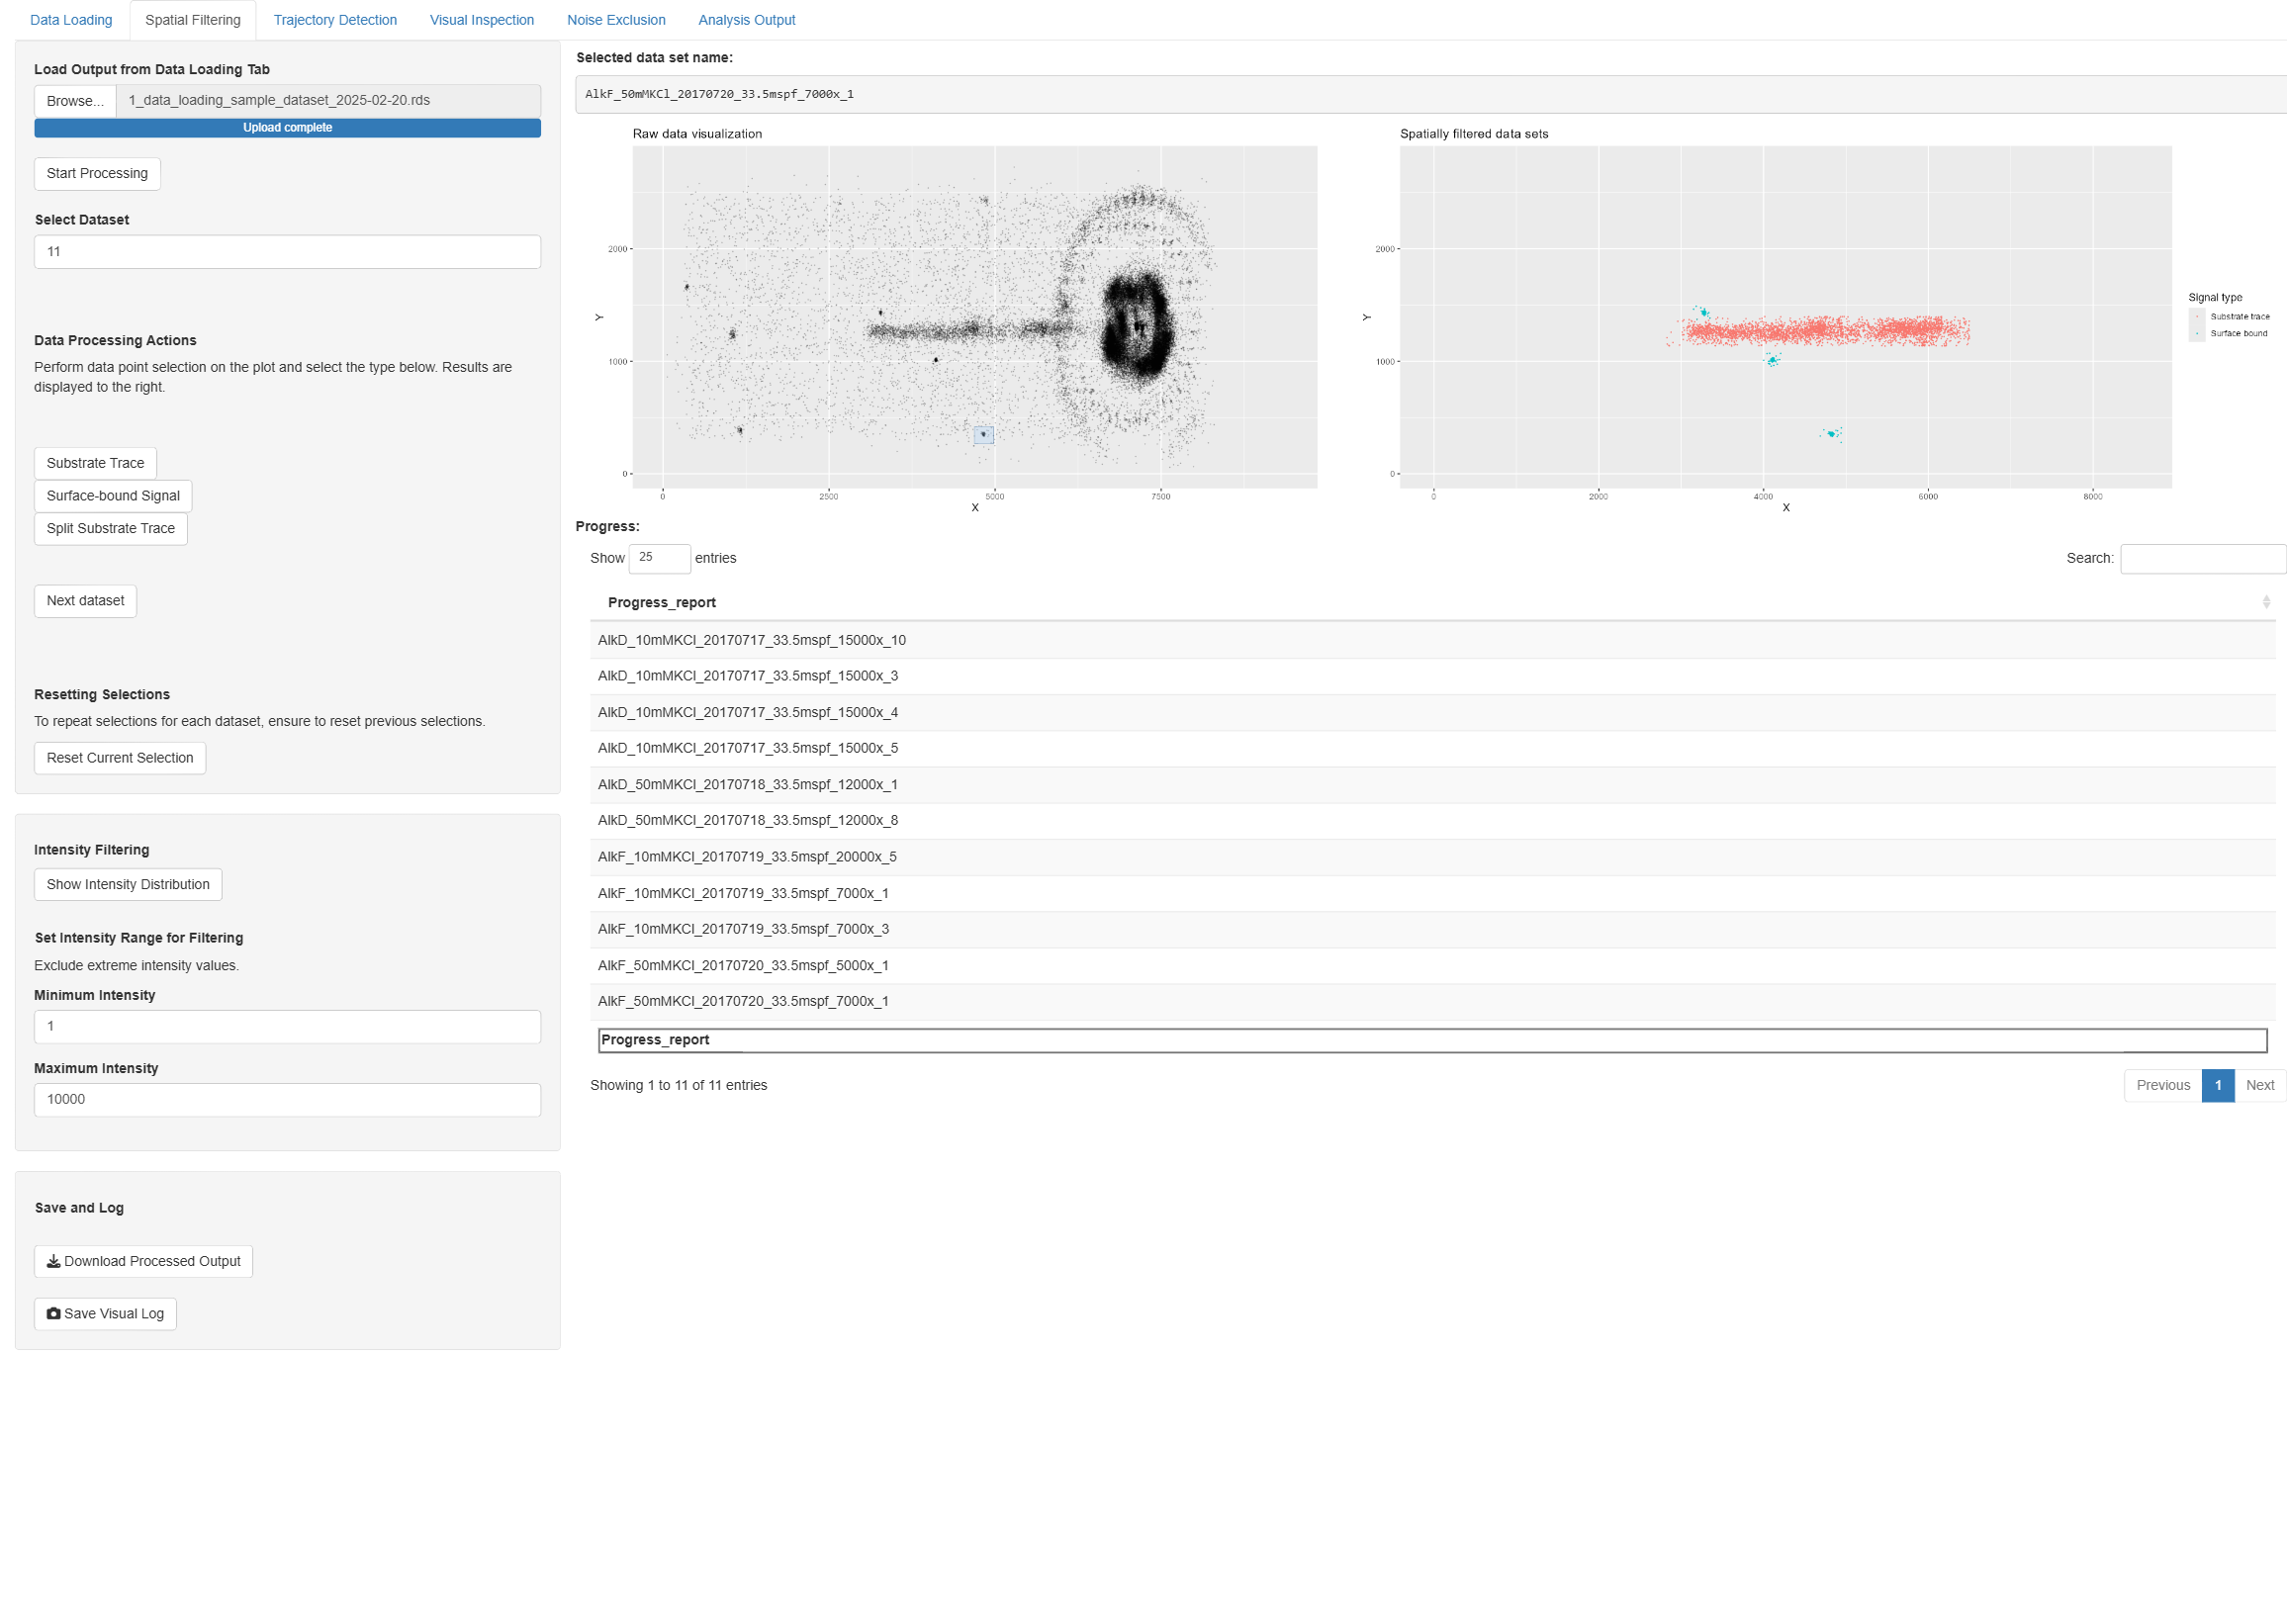 Data Loading
Spatial Filtering
Trajectory Detection
Visual Inspection
Noise Exclusion
Analysis Output
Load Output from Data Loading Tab
Browse...
1_data_loading_sample_dataset_2025-02-20.rds
Upload complete
Start Processing
Select Dataset
11
Data Processing Actions
Perform data point selection on the plot and select the type below. Results are
displayed to the right.
Substrate Trace
Surface-bound Signal
Split Substrate Trace
Next dataset
Resetting Selections
To repeat selections for each dataset, ensure to reset previous selections.
Reset Current Selection
Intensity Filtering
Show Intensity Distribution
Set Intensity Range for Filtering
Exclude extreme intensity values.
Minimum Intensity
1
Maximum Intensity
10000
Save and Log
Download Processed Output
Save Visual Log
Selected data set name:
AlkF_50mMKCl_20170720_33.5mspf_7000x_1
Raw data visualization
2000
1000
0
Y
0 2500 5000 7500
X
Spatially filtered data sets
2000
1000
0
Y
0 2000 4000 6000 8000
X
Signal type
Substrate trace
Surface bound
Progress:
Show 25 entries
Search:
Progress_report
AlkD_10mMKCl_20170717_33.5mspf_15000x_10
AlkD_10mMKCl_20170717_33.5mspf_15000x_3
AlkD_10mMKCl_20170717_33.5mspf_15000x_4
AlkD_10mMKCl_20170717_33.5mspf_15000x_5
AlkD_50mMKCl_20170718_33.5mspf_12000x_1
AlkD_50mMKCl_20170718_33.5mspf_12000x_8
AlkF_10mMKCl_20170719_33.5mspf_20000x_5
AlkF_10mMKCl_20170719_33.5mspf_7000x_1
AlkF_10mMKCl_20170719_33.5mspf_7000x_3
AlkF_50mMKCl_20170720_33.5mspf_5000x_1
AlkF_50mMKCl_20170720_33.5mspf_7000x_1
Progress_report
Showing 1 to 11 of 11 entries
Previous 1 Next